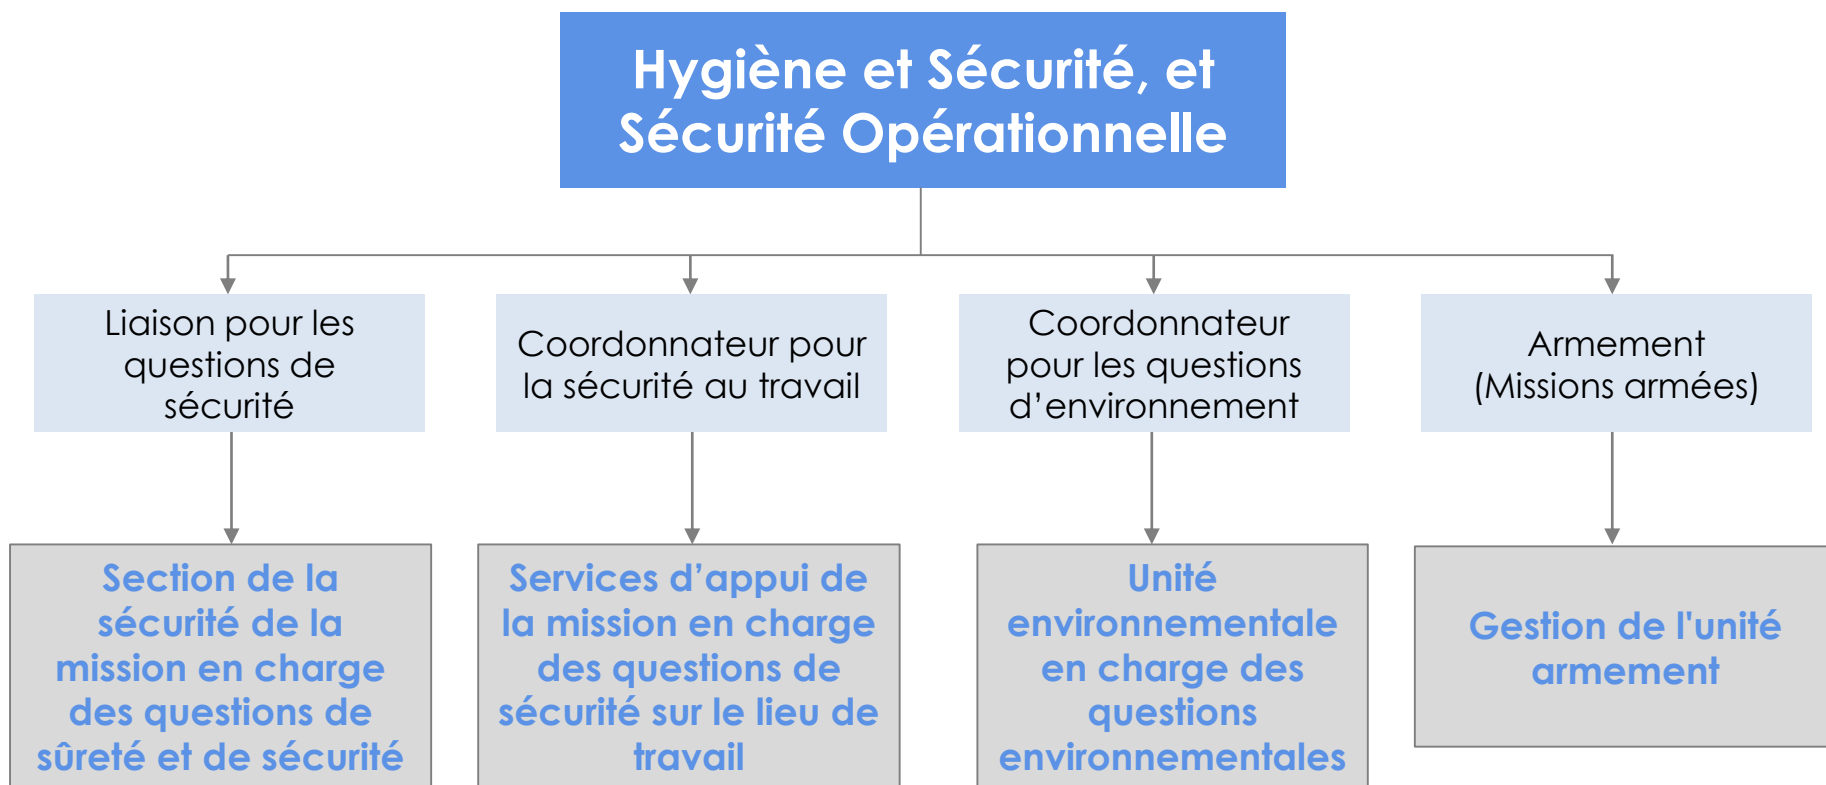 Hygiène et Sécurité, et
Sécurité Opérationnelle
Liaison pour les
questions de
sécurité
Coordonnateur pour
la sécurité au travail
Coordonnateur
pour les questions
d’environnement
Armement
(Missions armées)
Section de la
sécurité de la
mission en charge
des questions de
sûreté et de sécurité
Services d’appui de
la mission en charge
des questions de
sécurité sur le lieu de
travail
Unité
environnementale
en charge des
questions
environnementales
Gestion de l'unité
armement